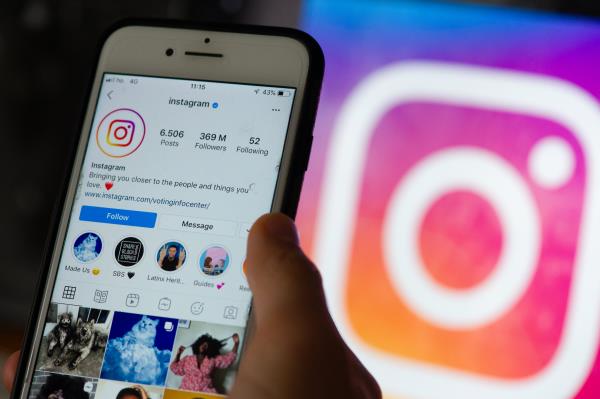 4G 11:15 43%
instagram
6.506 369 M 52
Posts Followers Following
Instagram
Bringing you closer to the people and things you
love. ❤️
www.instagram.com/votinginfocenter/
Follow Message
Made Us SBS Latinx Herit... Guides